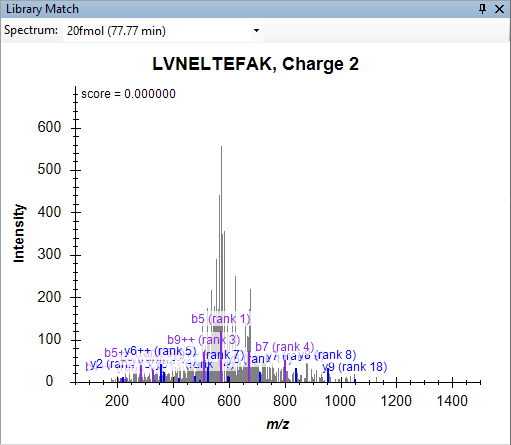 Library Match
Spectrum: 20fmol (77.77 min)
LVNELTEFAK, Charge 2
score = 0.000000
Intensity
600
500
400
300
200
100
0
b5 (rank 1)
b9++ (rank 3)
b7 (rank 4)
y6++ (rank 5)
rank 7)
(rank 8)
y9 (rank 18)
200 400 600 800 1000 1200 1400
m/z